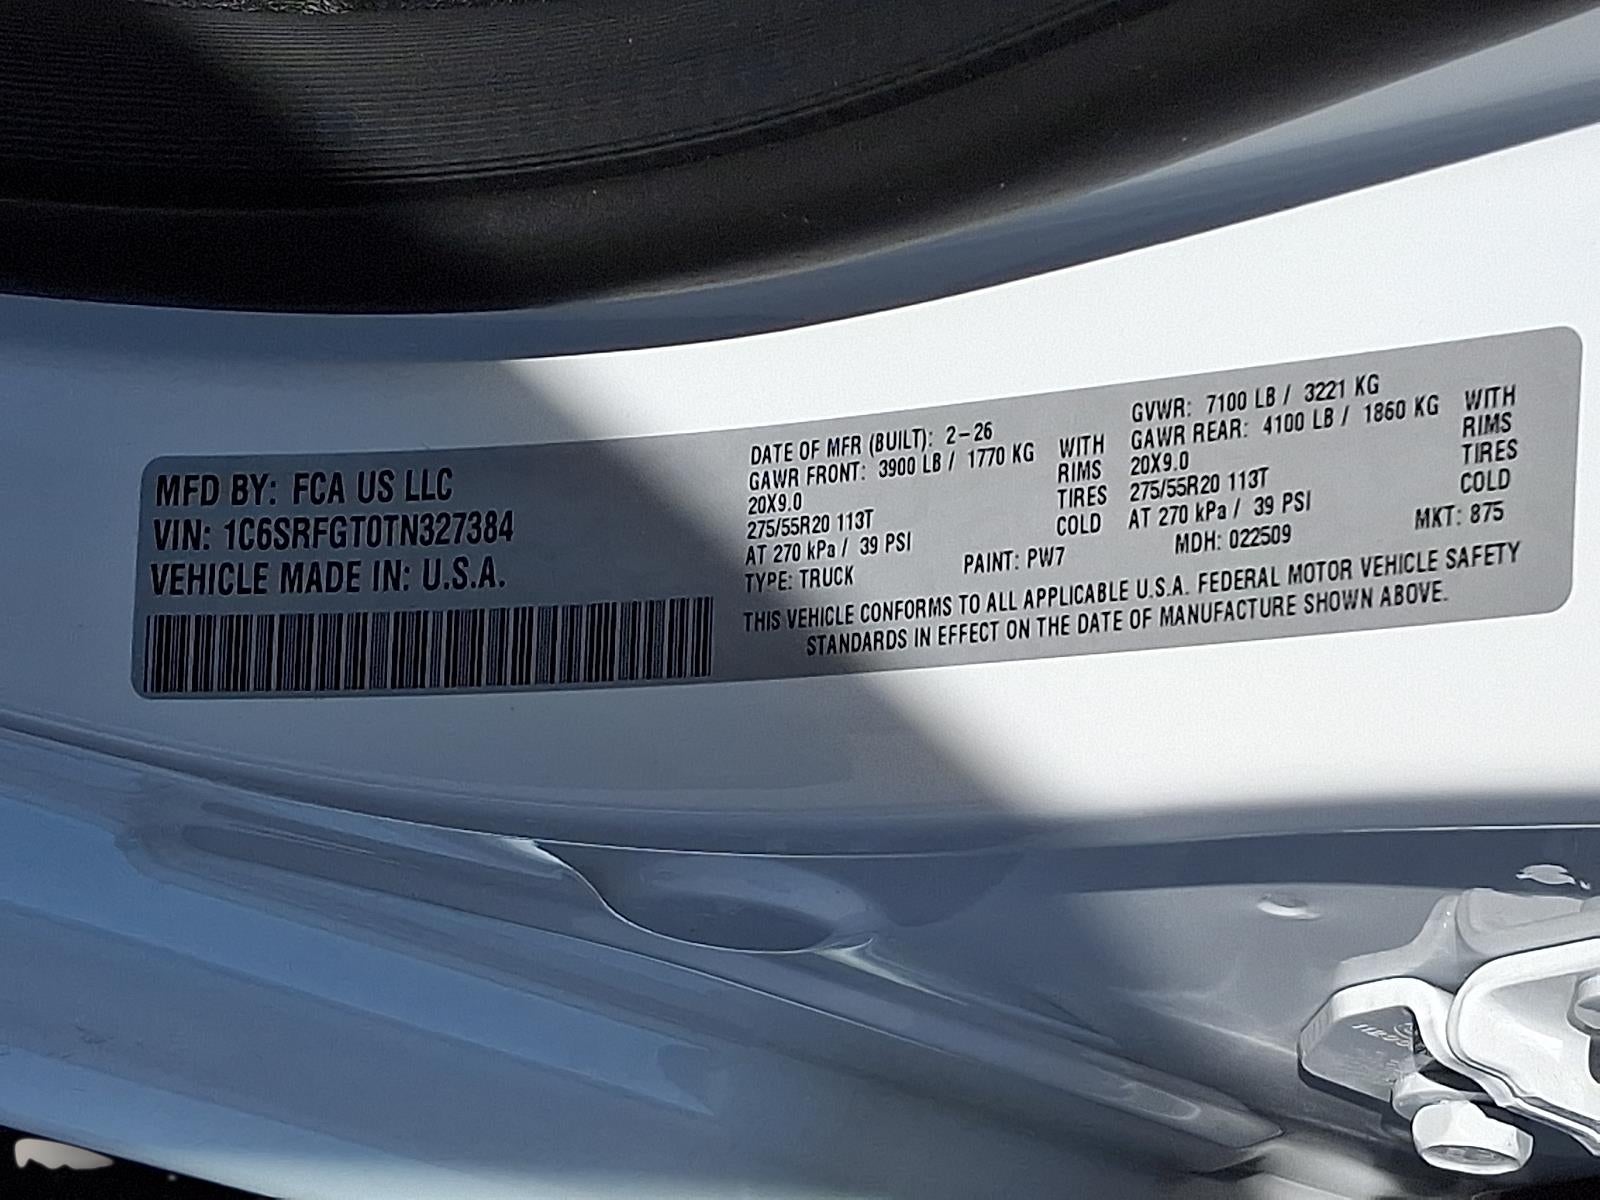 MFD BY: FCA US LLC
VIN: 1C6SRFGT0TN327384
VEHICLE MADE IN: U.S.A.
DATE OF MFR (BUILT): 2-26
GAWR FRONT: 3900 LB / 1770 KG WITH
20X9.0 RIMS
275/55R20 113T TIRES
AT 270 kPa / 39 PSI COLD
GVWR: 7100 LB / 3221 KG
GAWR REAR: 4100 LB / 1860 KG WITH
20X9.0 RIMS
275/55R20 113T TIRES
AT 270 kPa / 39 PSI COLD
TYPE: TRUCK PAINT: PW7 MDH: 022509 MKT: 875
THIS VEHICLE CONFORMS TO ALL APPLICABLE U.S.A. FEDERAL MOTOR VEHICLE SAFETY
STANDARDS IN EFFECT ON THE DATE OF MANUFACTURE SHOWN ABOVE.